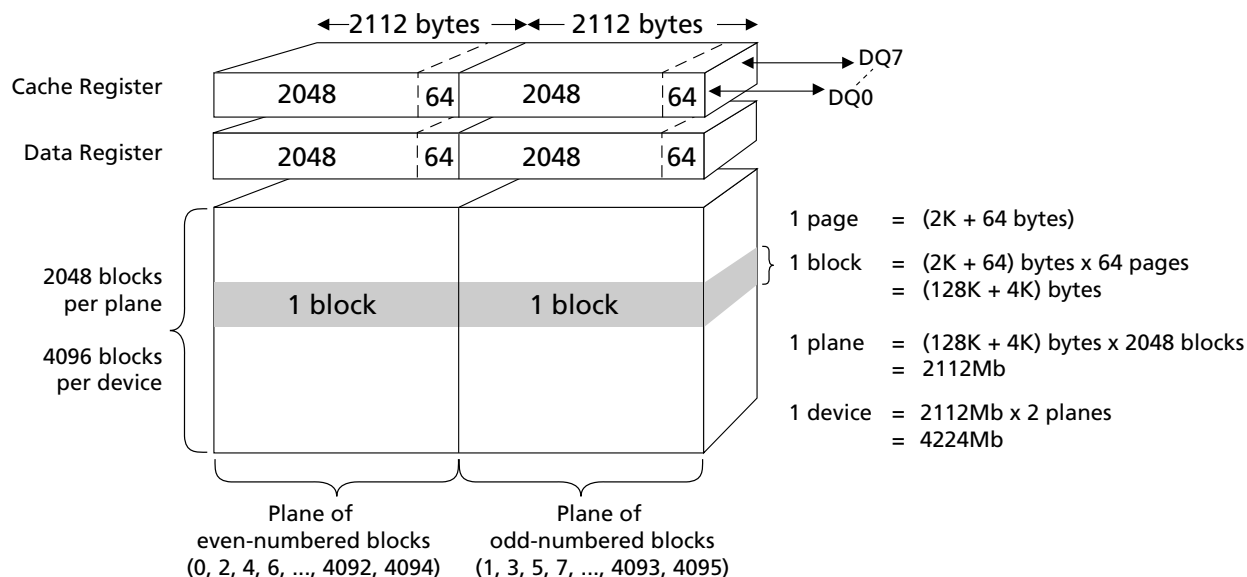 2112 bytes 2112 bytes
DQ7
DQ0
Cache Register
2048 64 2048 64
Data Register
2048 64 2048 64
2048 blocks
per plane
4096 blocks
per device
1 block 1 block
1 page = (2K + 64 bytes)
1 block = (2K + 64) bytes x 64 pages
= (128K + 4K) bytes
1 plane = (128K + 4K) bytes x 2048 blocks
= 2112Mb
1 device = 2112Mb x 2 planes
= 4224Mb
Plane of
even-numbered blocks
(0, 2, 4, 6, ..., 4092, 4094)
Plane of
odd-numbered blocks
(1, 3, 5, 7, ..., 4093, 4095)